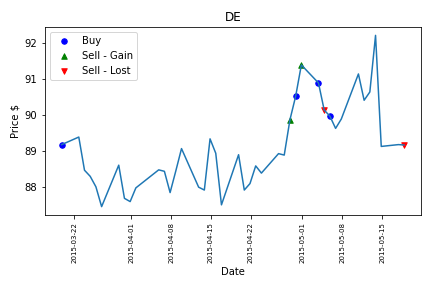 DE
Buy
Sell - Gain
Sell - Lost
Price $
92
91
90
89
88
2015-03-22
2015-04-01
2015-04-08
2015-04-15
2015-04-22
2015-05-01
2015-05-08
2015-05-15
Date